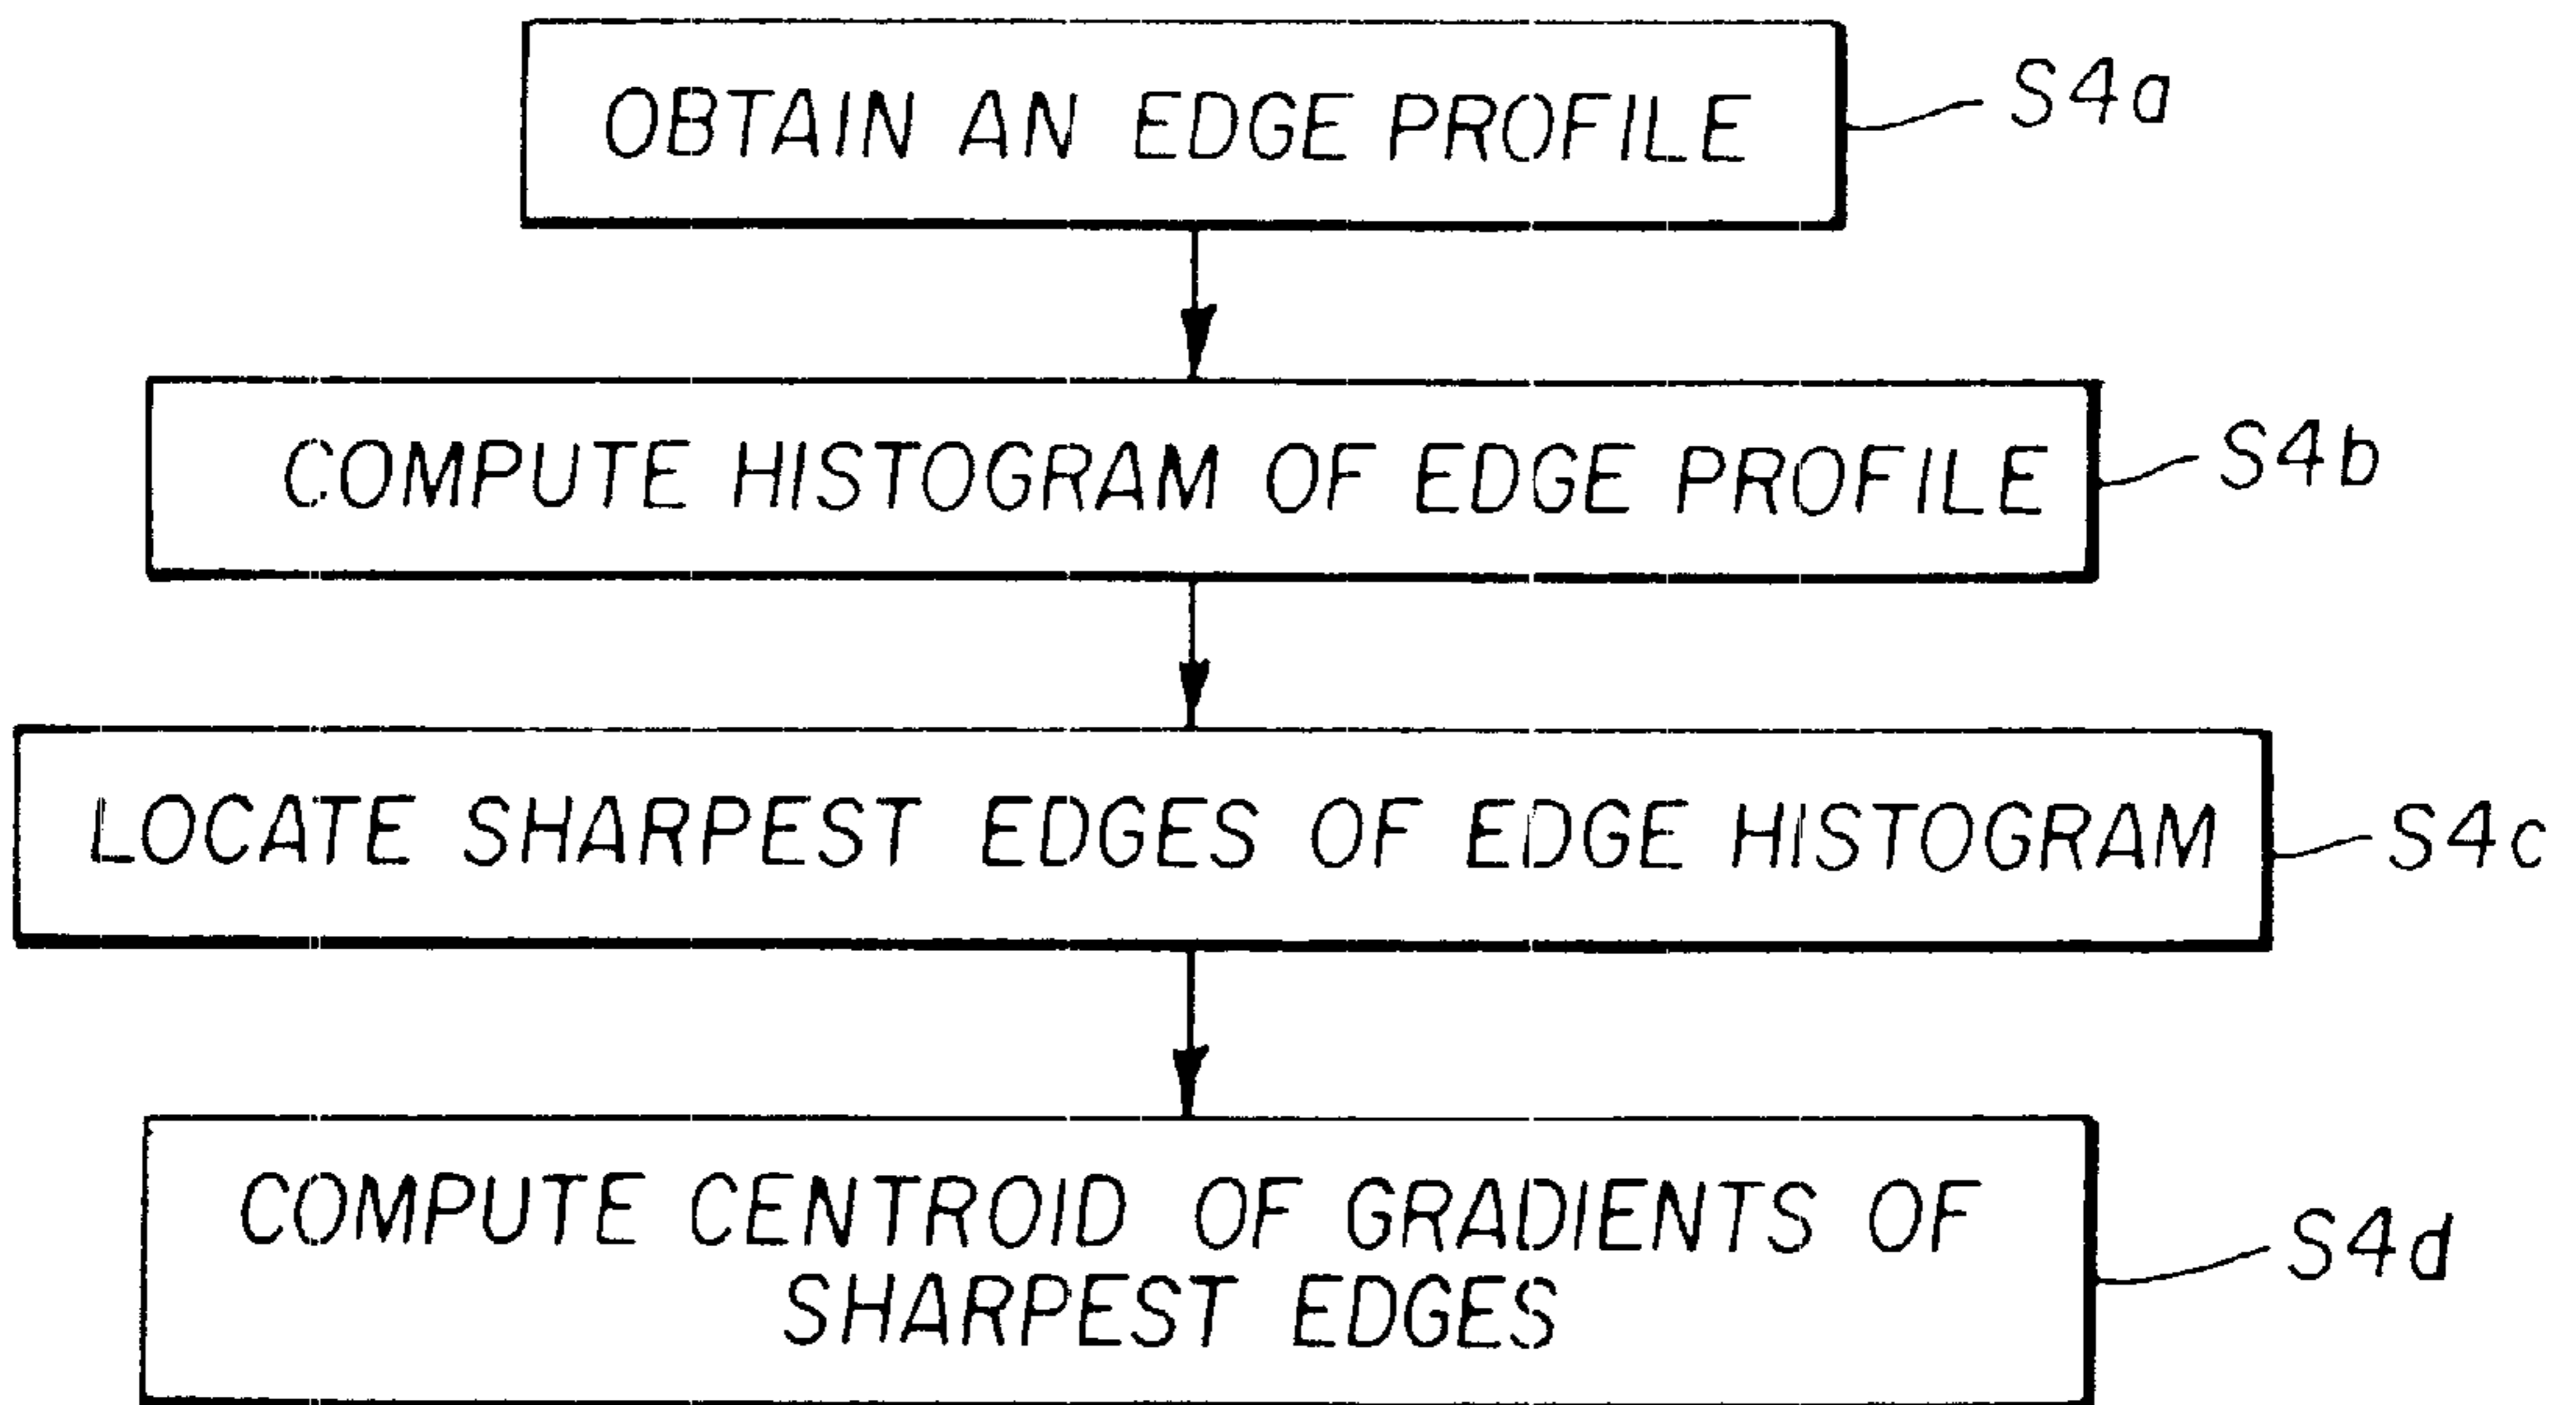 OBTAIN AN EDGE PROFILE
S4a
COMPUTE HISTOGRAM OF EDGE PROFILE
S4b
LOCATE SHARPEST EDGES OF EDGE HISTOGRAM
S4c
COMPUTE CENTROID OF GRADIENTS OF
SHARPEST EDGES
S4d